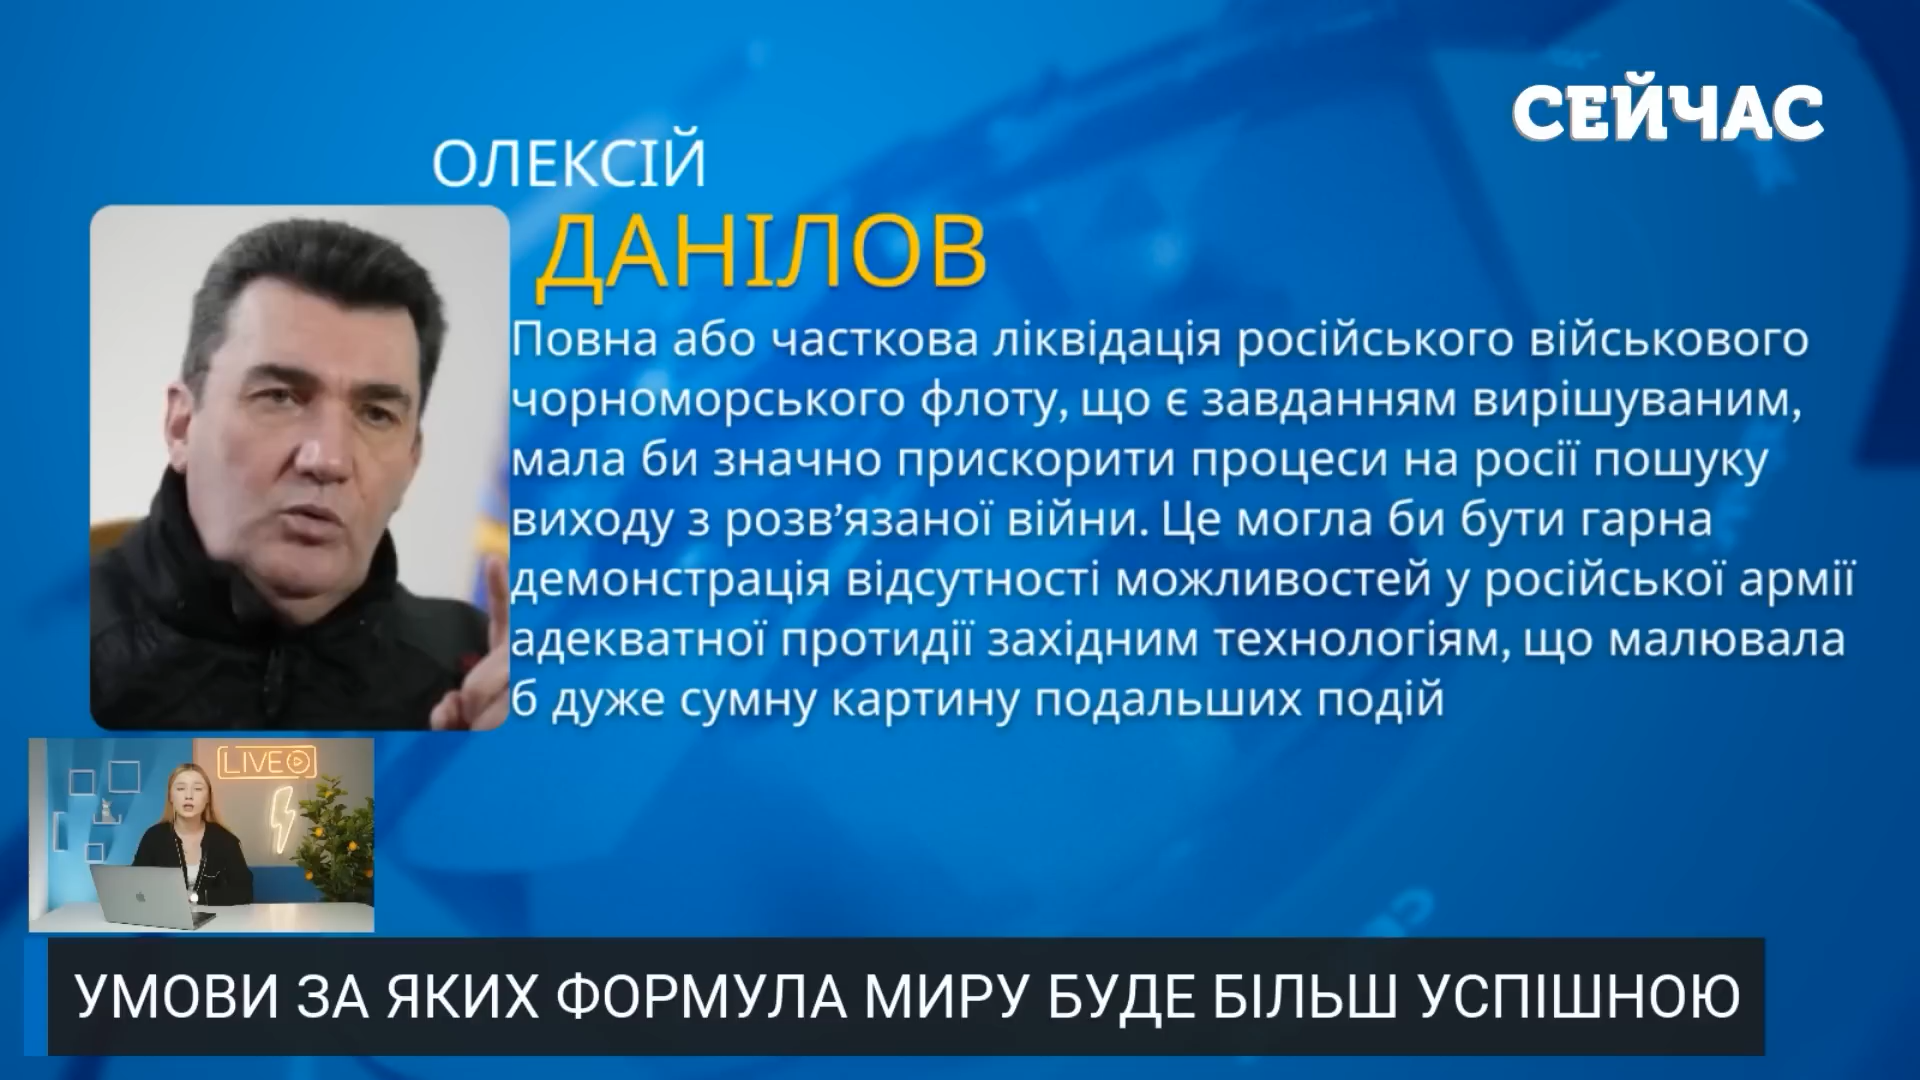 СЕЙЧАС
ОЛЕКСІЙ
ДАНІЛОВ
Повна або часткова ліквідація російського військового
чорноморського флоту, що є завданням вирішуваним,
мала би значно прискорити процеси на росії пошуку
виходу з розв’язаної війни. Це могла би бути гарна
демонстрація відсутності можливостей у російської армії
адекватної протидії західним технологіям, що малювала
б дуже сумну картину подальших подій
LIVE
УМОВИ ЗА ЯКИХ ФОРМУЛА МИРУ БУДЕ БІЛЬШ УСПІШНОЮ